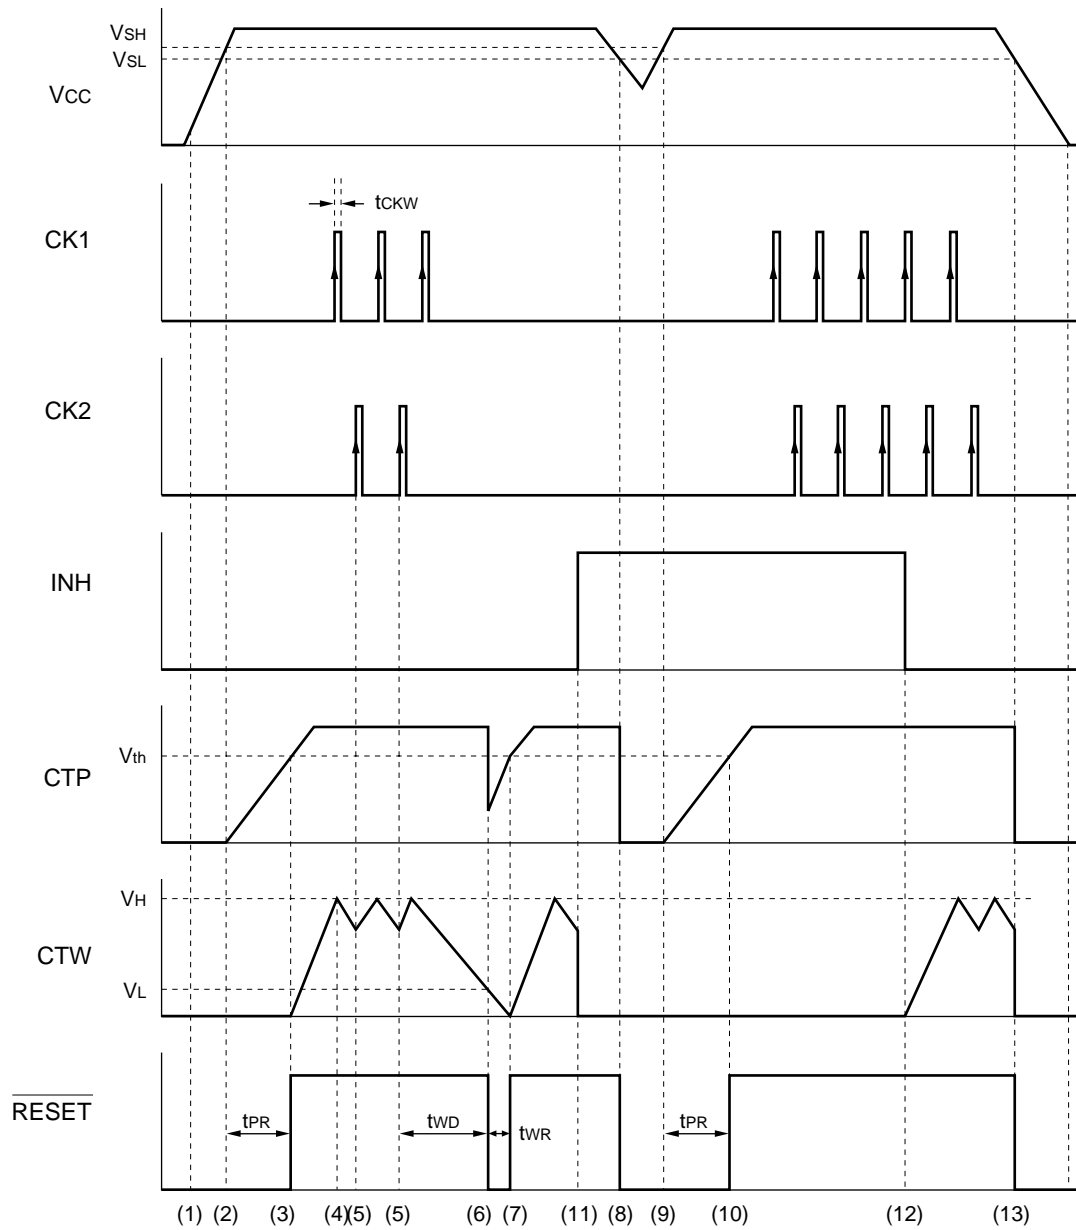 VSH
VSL
VCC
tCKW
CK1
CK2
INH
Vth
CTP
VH
CTW
VL
RESET
tPR tWD tWR tPR
(1) (2) (3) (4)(5) (5) (6) (7) (11) (8) (9) (10) (12) (13)